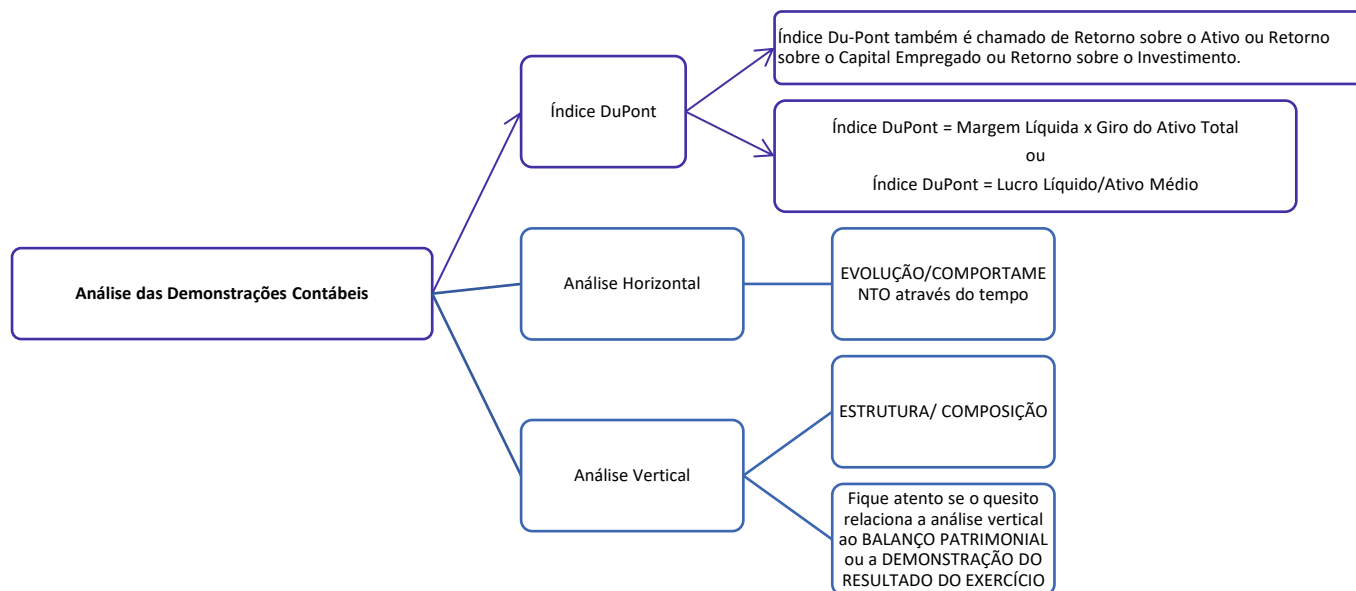 Análise das Demonstrações Contábeis
Índice DuPont
Índice Du-Pont também é chamado de Retorno sobre o Ativo ou Retorno
sobre o Capital Empregado ou Retorno sobre o Investimento.
Índice DuPont = Margem Líquida x Giro do Ativo Total
ou
Índice DuPont = Lucro Líquido/Ativo Médio
Análise Horizontal
EVOLUÇÃO/COMPORTAME
NTO através do tempo
Análise Vertical
ESTRUTURA/ COMPOSIÇÃO
Fique atento se o quesito
relaciona a análise vertical
ao BALANÇO PATRIMONIAL
ou a DEMONSTRAÇÃO DO
RESULTADO DO EXERCÍCIO